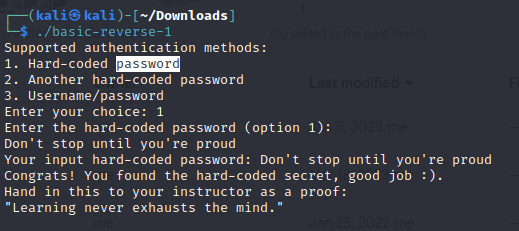 (kali㉿kali)-[~/Downloads]
$ ./basic-reverse-1
Supported authentication methods:
1. Hard-coded password
2. Another hard-coded password
3. Username/password
Enter your choice: 1
Enter the hard-coded password (option 1):
Don't stop until you're proud
Your input hard-coded password: Don't stop until you're proud
Congrats! You found the hard-coded secret, good job :).
Hand in this to your instructor as a proof:
"Learning never exhausts the mind."
You edited in the past month
Last modified
9, 2023 me
me
Jan 25, 2022 me